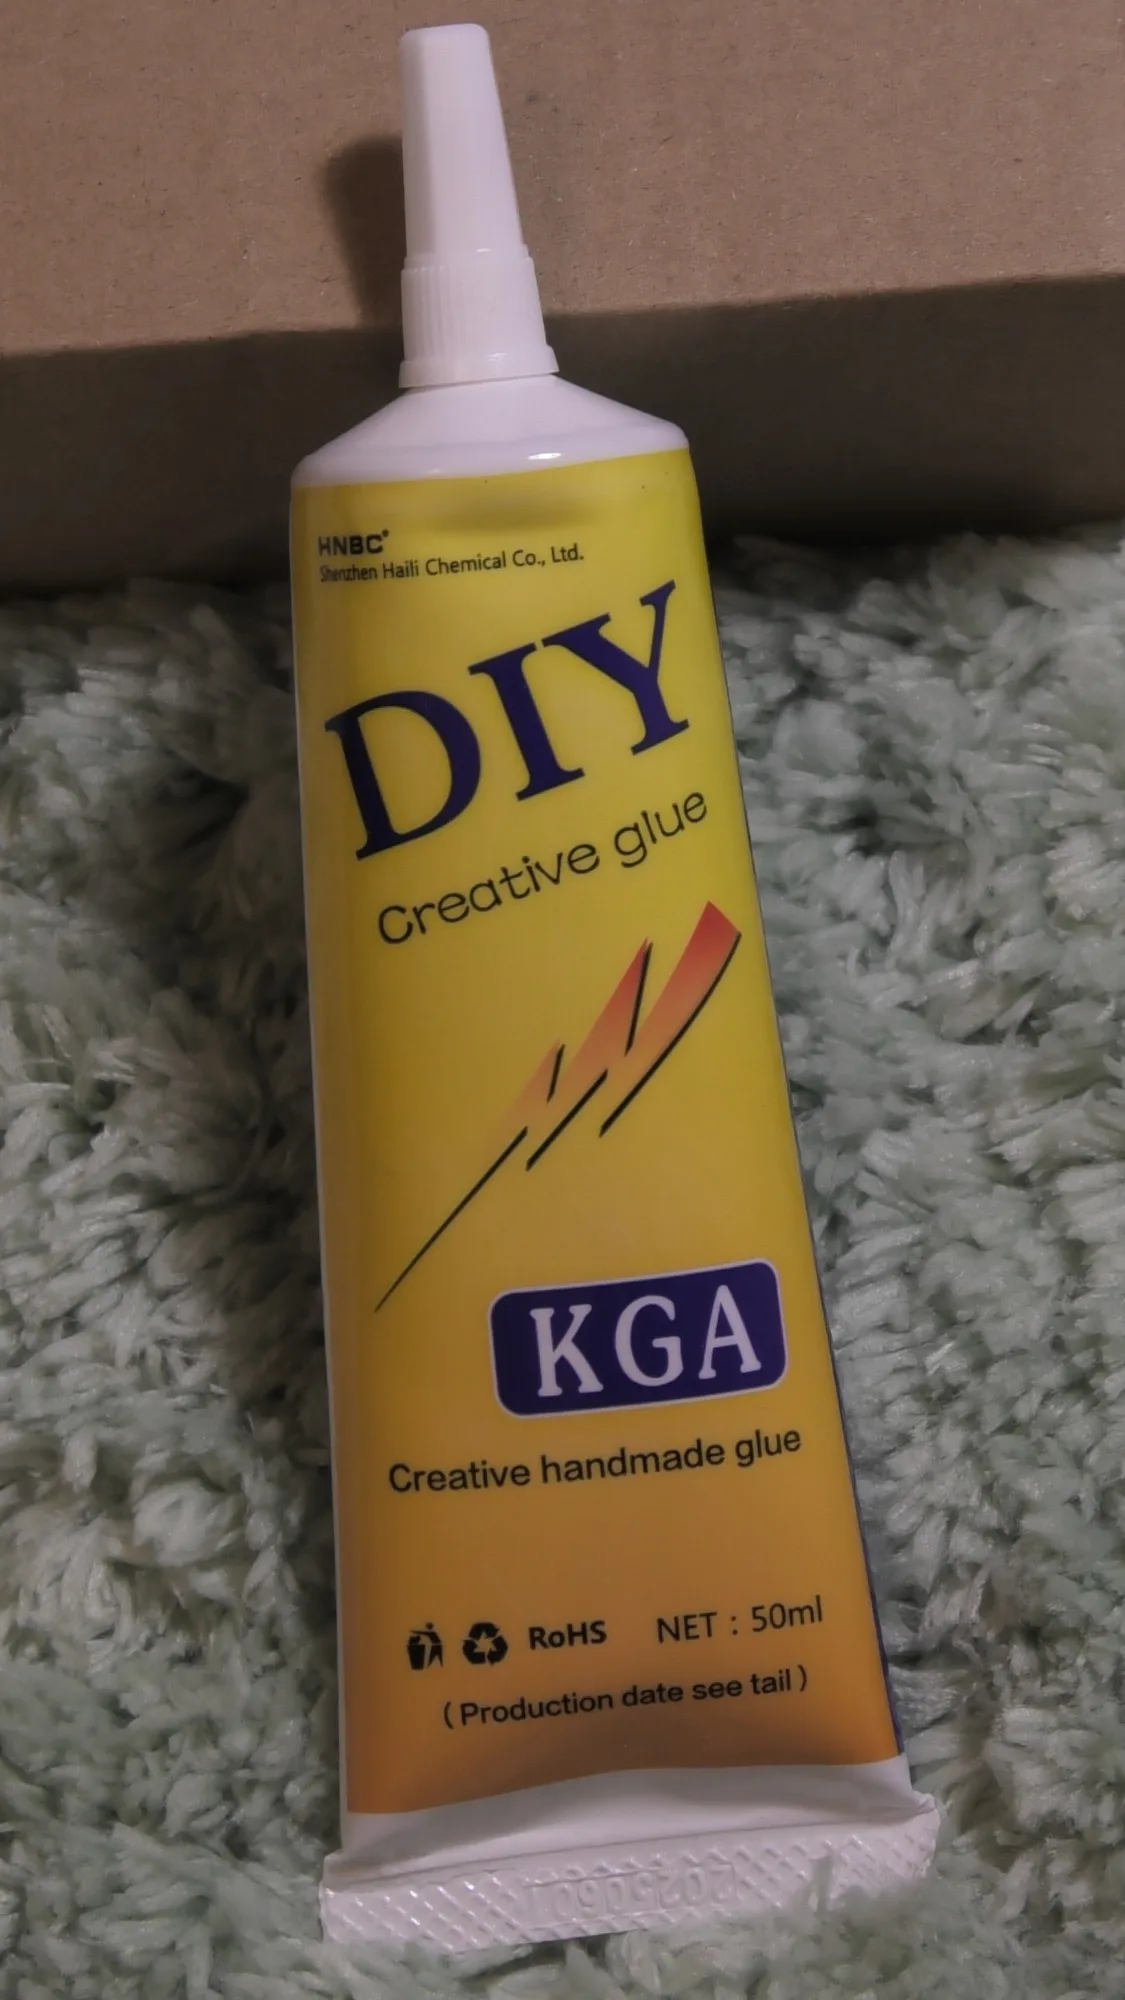 HNBC®
Shenzhen Haili Chemical Co., Ltd.
DIY
Creative glue
KGA
Creative handmade glue
RoHS NET : 50ml
( Production date see tail )